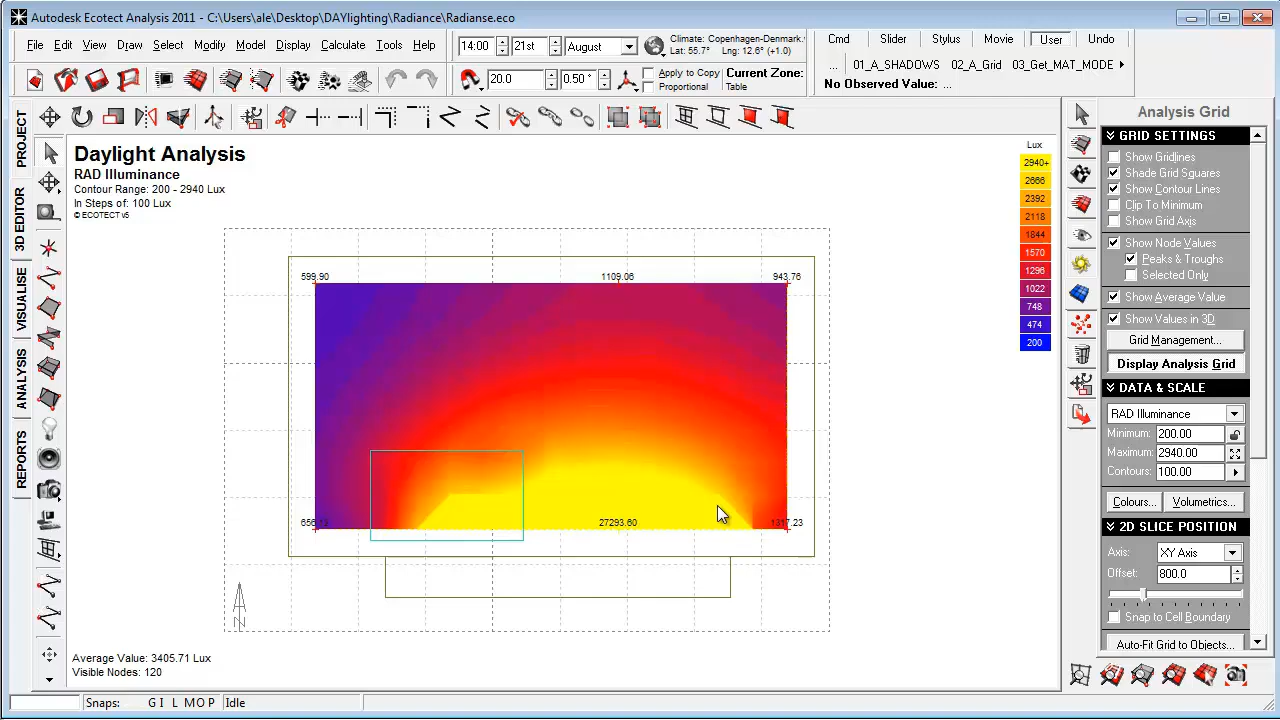 Autodesk Ecotect Analysis 2011 - C:\Users\ale\Desktop\DAYlighting\Radiance\Radianse.eco
File Edit View Draw Select Modify Model Display Calculate Tools Help
14:00 21st August
Climate: Copenhagen-Denmark.
Lat: 55.7° Lng: 12.6° (+1.0)
Cmd Slider Stylus Movie User Undo
... 01_A_SHADOWS 02_A_Grid 03_Get_MAT_MODE
No Observed Value: ...
20.0 0.50 °
Apply to Copy
Proportional
Current Zone:
Table
PROJECT
3D EDITOR
VISUALISE
ANALYSIS
REPORTS
Daylight Analysis
RAD Illuminance
Contour Range: 200 - 2940 Lux
In Steps of: 100 Lux
© ECOTECT v5
599.90 1109.06 943.76
27293.60 1317.23
N
Average Value: 3405.71 Lux
Visible Nodes: 120
Lux
2940+
2666
2392
2118
1844
1570
1296
1022
748
474
200
Analysis Grid
GRID SETTINGS
Show Gridlines
Shade Grid Squares
Show Contour Lines
Clip To Minimum
Show Grid Axis
Show Node Values
Peaks & Troughs
Selected Only
Show Average Value
Show Values in 3D
Grid Management...
Display Analysis Grid
DATA & SCALE
RAD Illuminance
Minimum: 200.00
Maximum: 2940.00
Contours: 100.00
Colours... Volumetrics...
2D SLICE POSITION
Axis: XY Axis
Offset: 800.0
Snap to Cell Boundary
Auto-Fit Grid to Objects...
Snaps: G I L M O P Idle